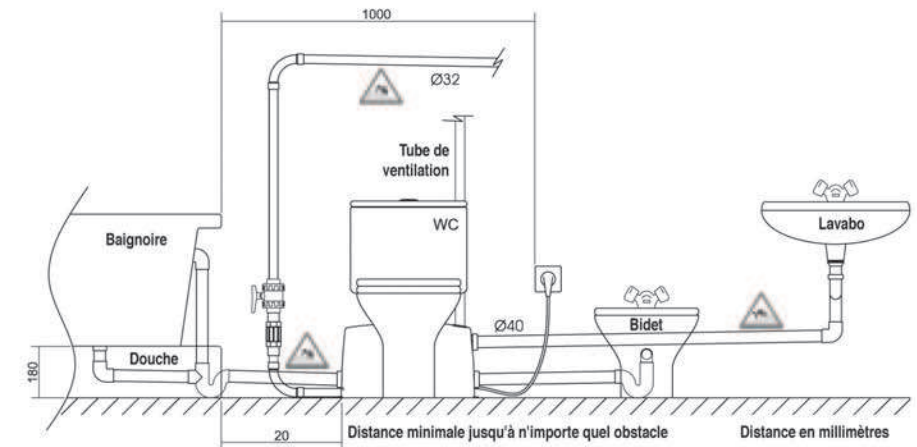 1000
Ø32
Tube de
ventilation
WC
Baignoire
Lavabo
Ø40
Bidet
Douche
180
20
Distance minimale jusqu'à n'importe quel obstacle
Distance en millimètres